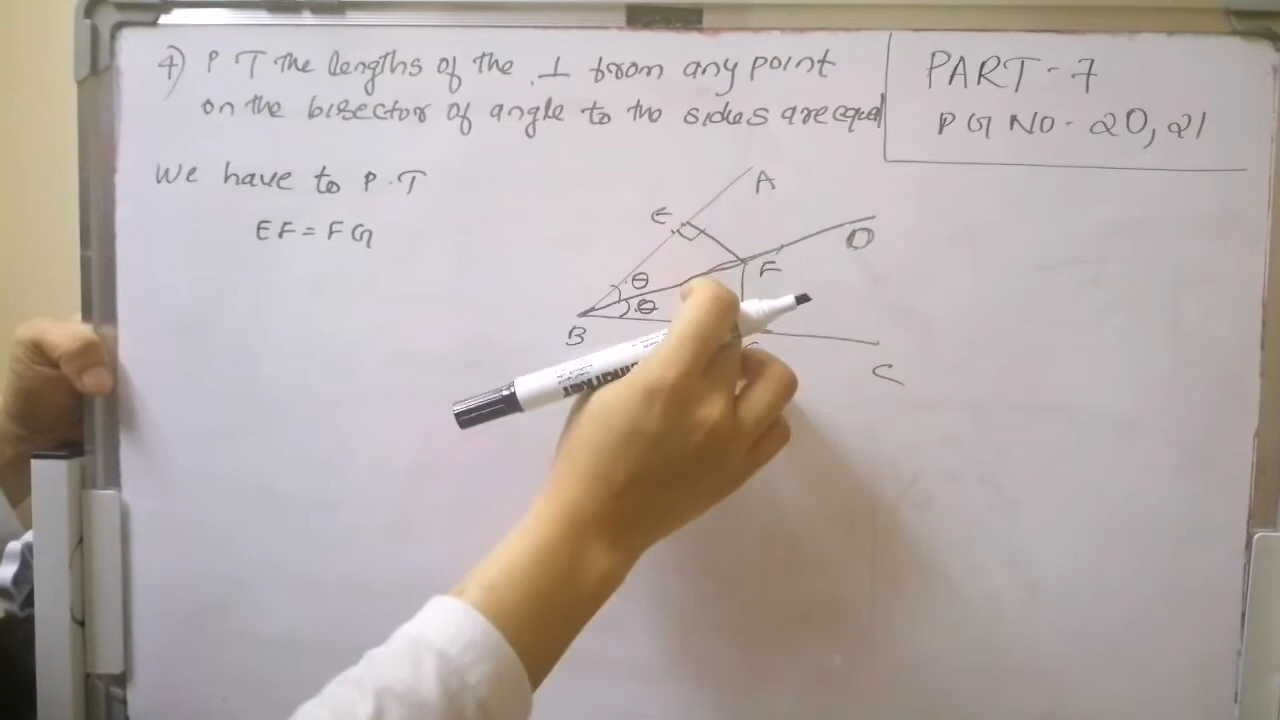 4) P T the lengths of the ⊥ from any point
on the bisector of angle to the sides are equal
PART-7
PG NO- 20, 21
We have to P.T
EF = FG
A
E
D
F
θ
θ
B
C
marker